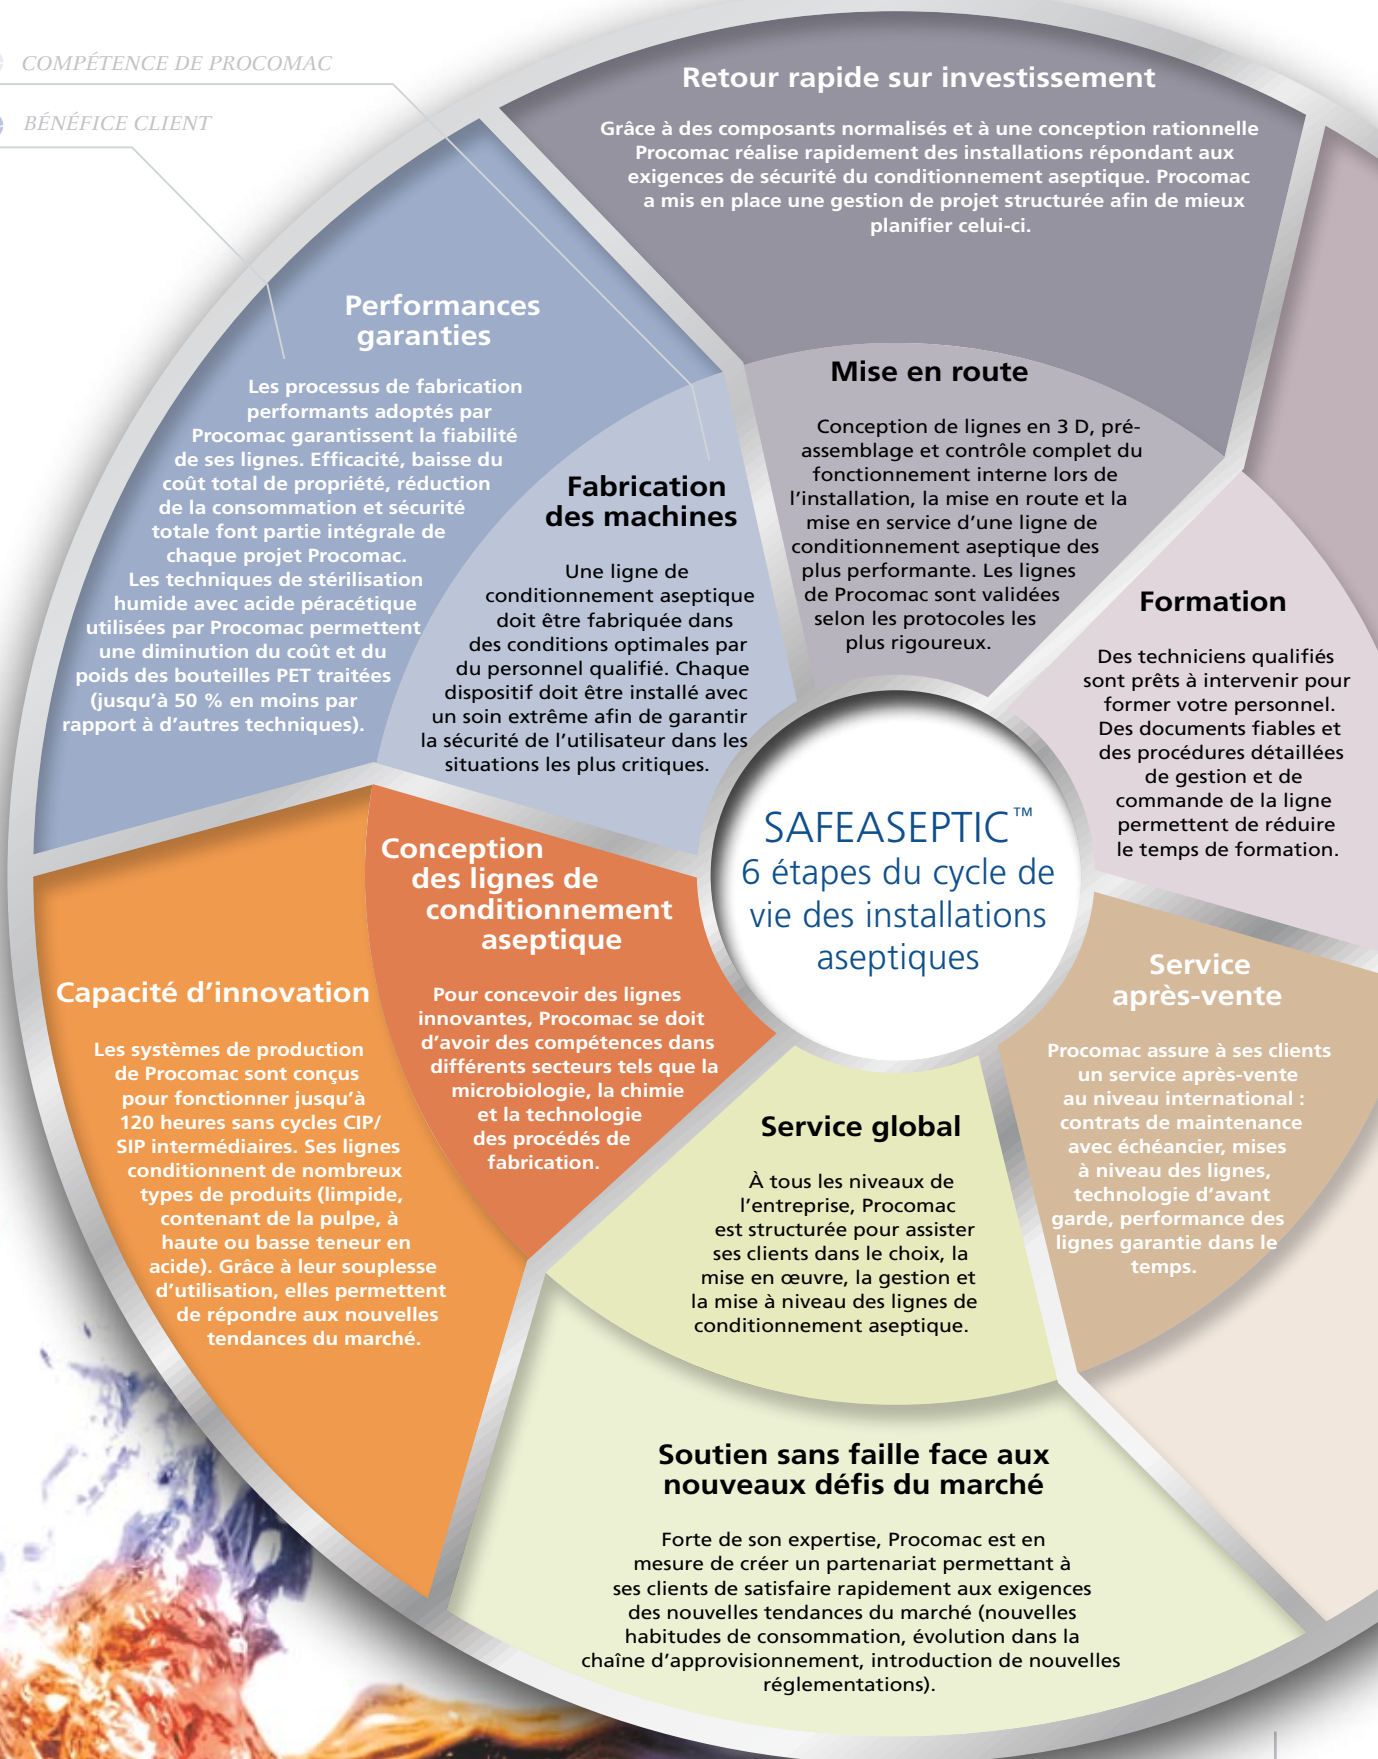 COMPÉTENCE DE PROCOMAC
BÉNÉFICE CLIENT
Retour rapide sur investissement
Grâce à des composants normalisés et à une conception rationnelle
Procomac réalise rapidement des installations répondant aux
exigences de sécurité du conditionnement aseptique. Procomac
a mis en place une gestion de projet structurée afin de mieux
planifier celui-ci.
Performances
garanties
Les processus de fabrication
performants adoptés par
Procomac garantissent la fiabilité
de ses lignes. Efficacité, baisse du
coût total de propriété, réduction
de la consommation et sécurité
totale font partie intégrale de
chaque projet Procomac.
Les techniques de stérilisation
humide avec acide péracétique
utilisées par Procomac permettent
une diminution du coût et du
poids des bouteilles PET traitées
(jusqu’à 50 % en moins par
rapport à d’autres techniques).
Fabrication
des machines
Une ligne de
conditionnement aseptique
doit être fabriquée dans
des conditions optimales par
du personnel qualifié. Chaque
dispositif doit être installé avec
un soin extrême afin de garantir
la sécurité de l’utilisateur dans les
situations les plus critiques.
Mise en route
Conception de lignes en 3 D, pré-
assemblage et contrôle complet du
fonctionnement interne lors de
l’installation, la mise en route et la
mise en service d’une ligne de
conditionnement aseptique des
plus performante. Les lignes
de Procomac sont validées
selon les protocoles les
plus rigoureux.
Formation
Des techniciens qualifiés
sont prêts à intervenir pour
former votre personnel.
Des documents fiables et
des procédures détaillées
de gestion et de
commande de la ligne
permettent de réduire
le temps de formation.
SAFEASEPTIC™
6 étapes du cycle de
vie des installations
aseptiques
Conception
des lignes de
conditionnement
aseptique
Pour concevoir des lignes
innovantes, Procomac se doit
d’avoir des compétences dans
différents secteurs tels que la
microbiologie, la chimie
et la technologie
des procédés de
fabrication.
Capacité d’innovation
Les systèmes de production
de Procomac sont conçus
pour fonctionner jusqu’à
120 heures sans cycles CIP/
SIP intermédiaires. Ses lignes
conditionnent de nombreux
types de produits (limpide,
contenant de la pulpe, à
haute ou basse teneur en
acide). Grâce à leur souplesse
d’utilisation, elles permettent
de répondre aux nouvelles
tendances du marché.
Service
après-vente
Procomac assure à ses clients
un service après-vente
au niveau international :
contrats de maintenance
avec échéancier, mises
à niveau des lignes,
technologie d’avant
garde, performance des
lignes garantie dans le
temps.
Service global
À tous les niveaux de
l’entreprise, Procomac
est structurée pour assister
ses clients dans le choix, la
mise en œuvre, la gestion et
la mise à niveau des lignes de
conditionnement aseptique.
Soutien sans faille face aux
nouveaux défis du marché
Forte de son expertise, Procomac est en
mesure de créer un partenariat permettant à
ses clients de satisfaire rapidement aux exigences
des nouvelles tendances du marché (nouvelles
habitudes de consommation, évolution dans la
chaîne d’approvisionnement, introduction de nouvelles
réglementations).